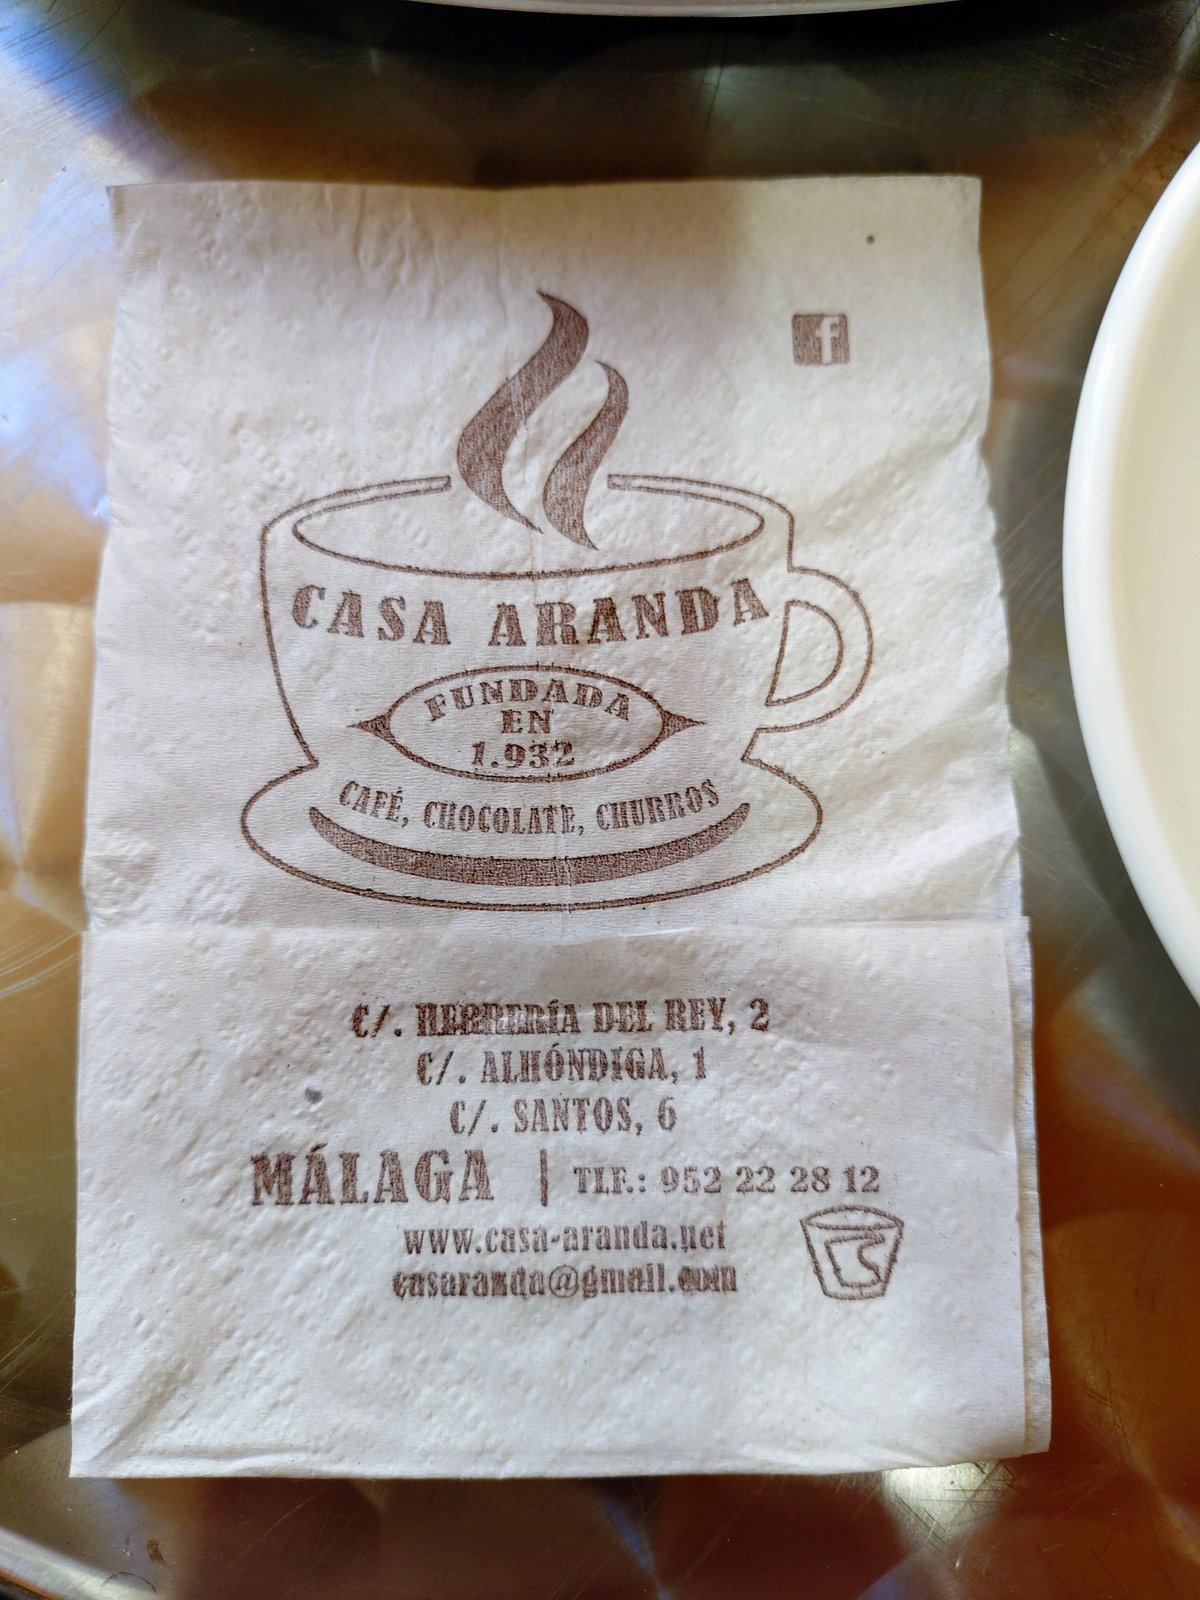 f
CASA ARANDA
FUNDADA
EN
1.932
CAFÉ, CHOCOLATE, CHURROS
C/. HERRERÍA DEL REY, 2
C/. ALHÓNDIGA, 1
C/. SANTOS, 6
MÁLAGA | TLF.: 952 22 28 12
www.casa-aranda.net
casaranda@gmail.com